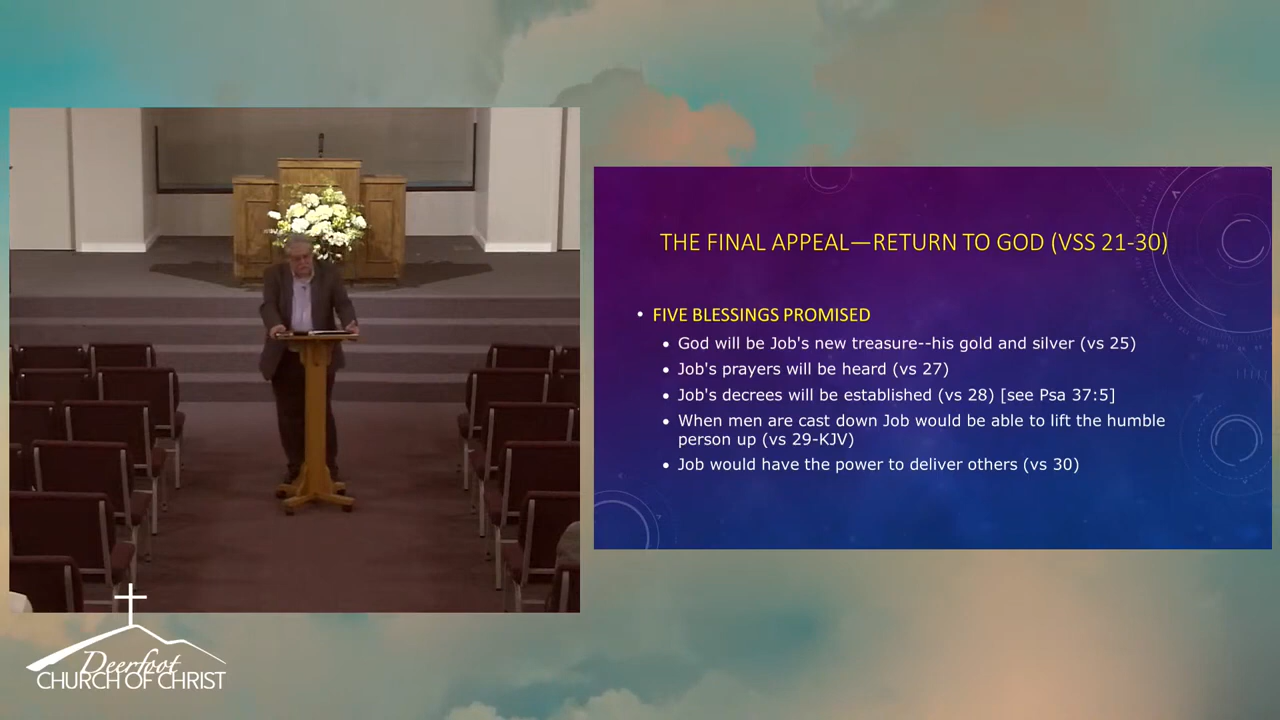 THE FINAL APPEAL—RETURN TO GOD (VSS 21-30)
• FIVE BLESSINGS PROMISED
• God will be Job's new treasure--his gold and silver (vs 25)
• Job's prayers will be heard (vs 27)
• Job's decrees will be established (vs 28) [see Psa 37:5]
• When men are cast down Job would be able to lift the humble
person up (vs 29-KJV)
• Job would have the power to deliver others (vs 30)
Deerfoot
CHURCH OF CHRIST